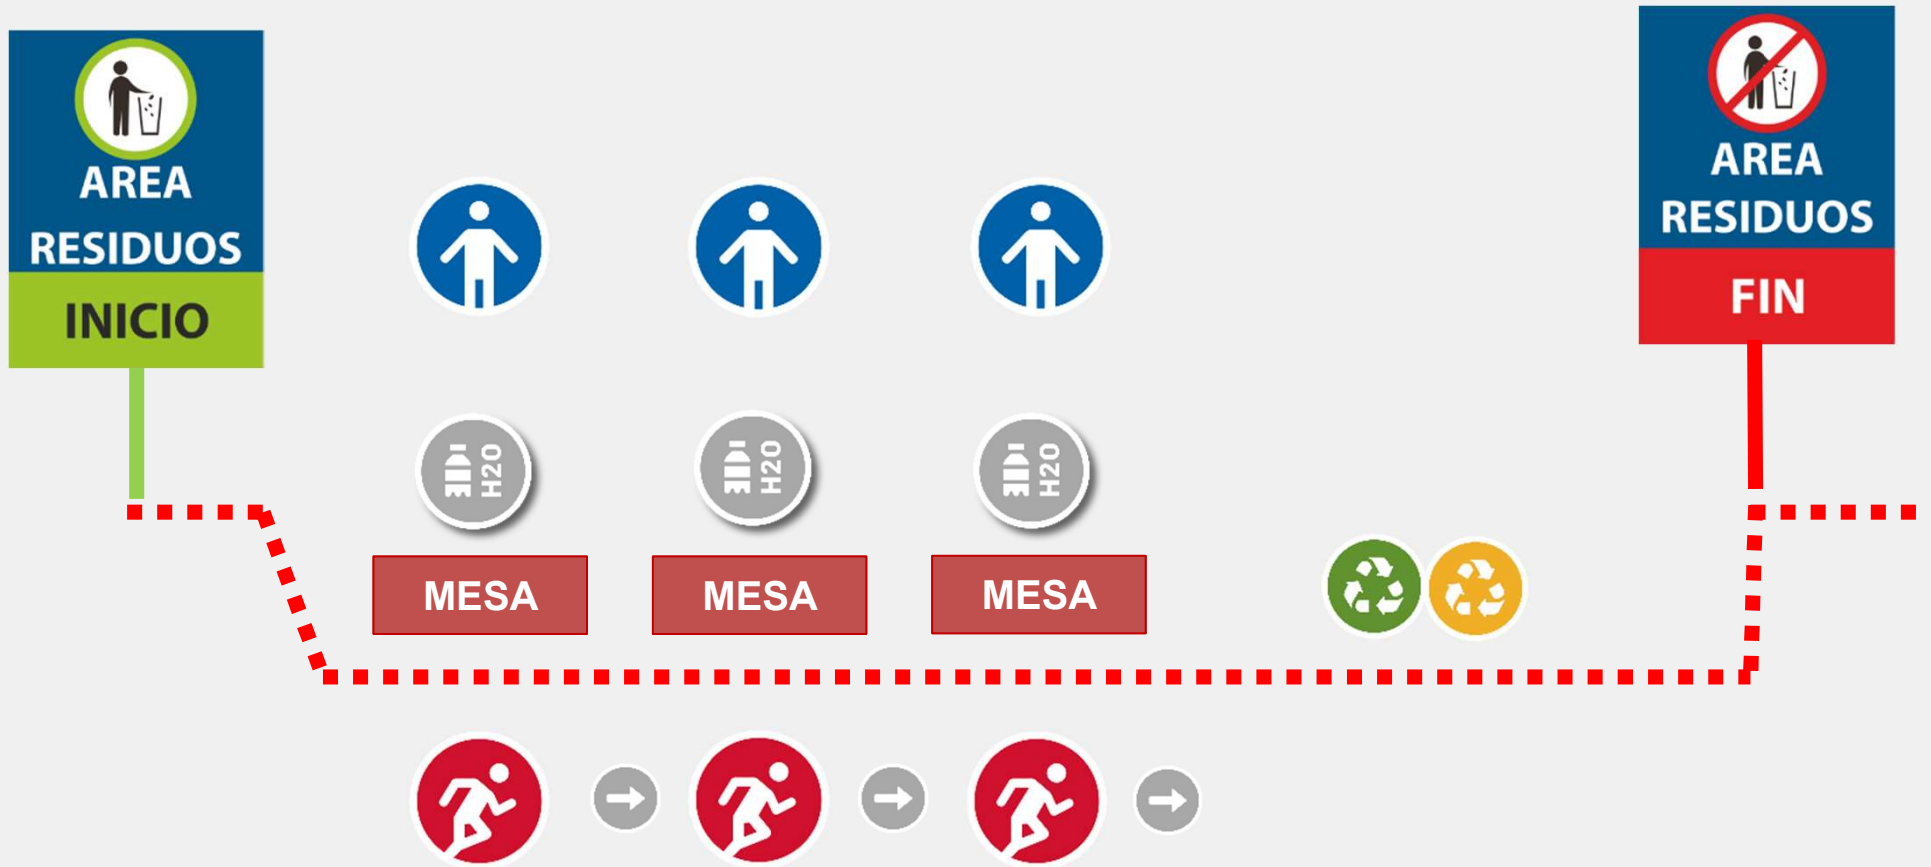 AREA
RESIDUOS
INICIO
AREA
RESIDUOS
FIN
H2O
H2O
H2O
MESA
MESA
MESA